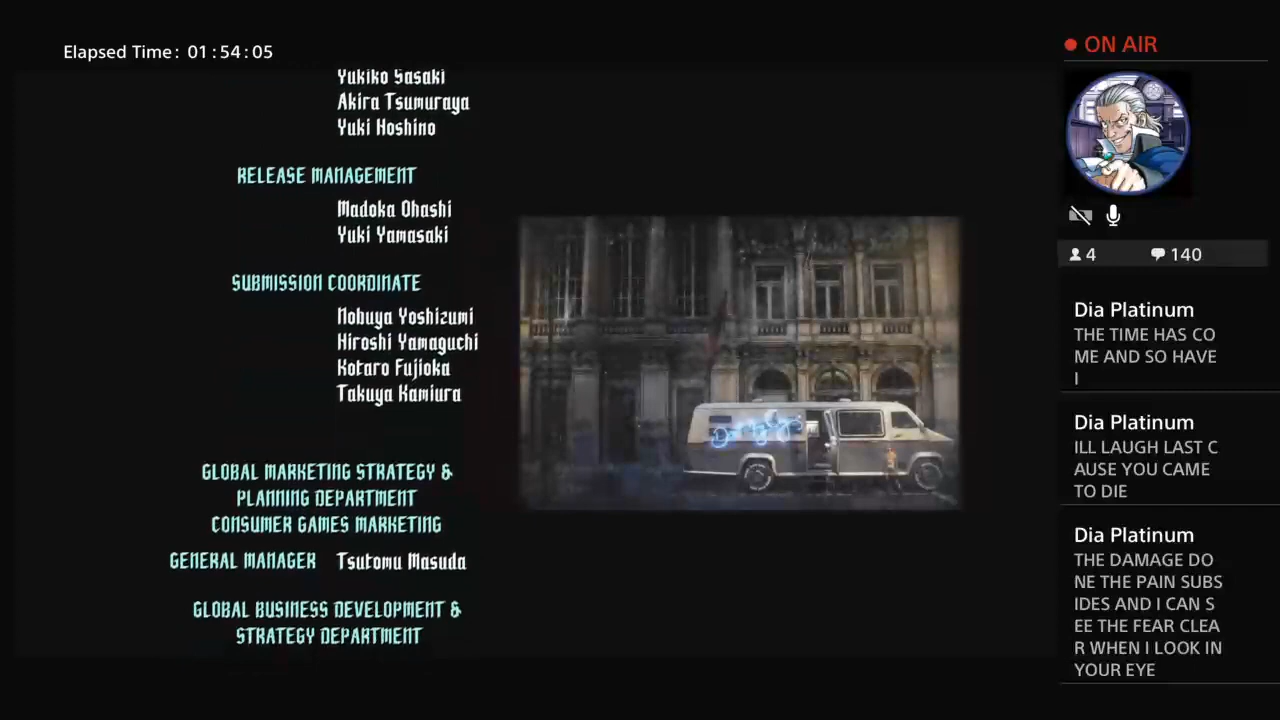 Elapsed Time: 01:54:05
ON AIR
Yukiko Sasaki
Akira Tsumuraya
Yuki Hoshino
RELEASE MANAGEMENT
Madoka Ohashi
Yuki Yamasaki
SUBMISSION COORDINATE
Nobuya Yoshizumi
Hiroshi Yamaguchi
Kotaro Fujioka
Takuya Kamiura
GLOBAL MARKETING STRATEGY &
PLANNING DEPARTMENT
CONSUMER GAMES MARKETING
GENERAL MANAGER Tsutomu Masuda
GLOBAL BUSINESS DEVELOPMENT &
STRATEGY DEPARTMENT
4 140
Dia Platinum
THE TIME HAS CO
ME AND SO HAVE
I
Dia Platinum
ILL LAUGH LAST C
AUSE YOU CAME
TO DIE
Dia Platinum
THE DAMAGE DO
NE THE PAIN SUBS
IDES AND I CAN S
EE THE FEAR CLEA
R WHEN I LOOK IN
YOUR EYE